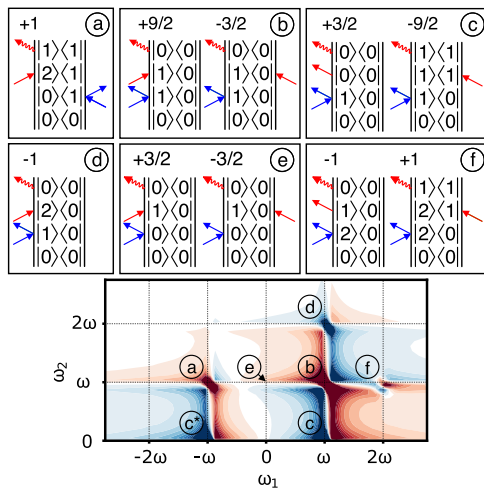 +1 a
|1⟩⟨1|
|2⟩⟨1|
|0⟩⟨1|
|0⟩⟨0|
+9/2 -3/2 b
|0⟩⟨0| |0⟩⟨0|
|1⟩⟨0| |1⟩⟨0|
|1⟩⟨0| |1⟩⟨0|
|0⟩⟨0| |0⟩⟨0|
+3/2 -9/2 c
|0⟩⟨0| |1⟩⟨1|
|0⟩⟨0| |1⟩⟨1|
|1⟩⟨0| |1⟩⟨0|
|0⟩⟨0| |0⟩⟨0|
-1 d
|0⟩⟨0|
|2⟩⟨0|
|1⟩⟨0|
|0⟩⟨0|
+3/2 -3/2 e
|0⟩⟨0| |0⟩⟨0|
|1⟩⟨0| |1⟩⟨0|
|0⟩⟨0| |0⟩⟨0|
|0⟩⟨0| |0⟩⟨0|
-1 +1 f
|0⟩⟨0| |1⟩⟨1|
|1⟩⟨0| |2⟩⟨1|
|2⟩⟨0| |2⟩⟨0|
|0⟩⟨0| |0⟩⟨0|
2ω
ω
0
ω₂
d
a
e
b
f
c*
c
-2ω -ω 0 ω 2ω
ω₁